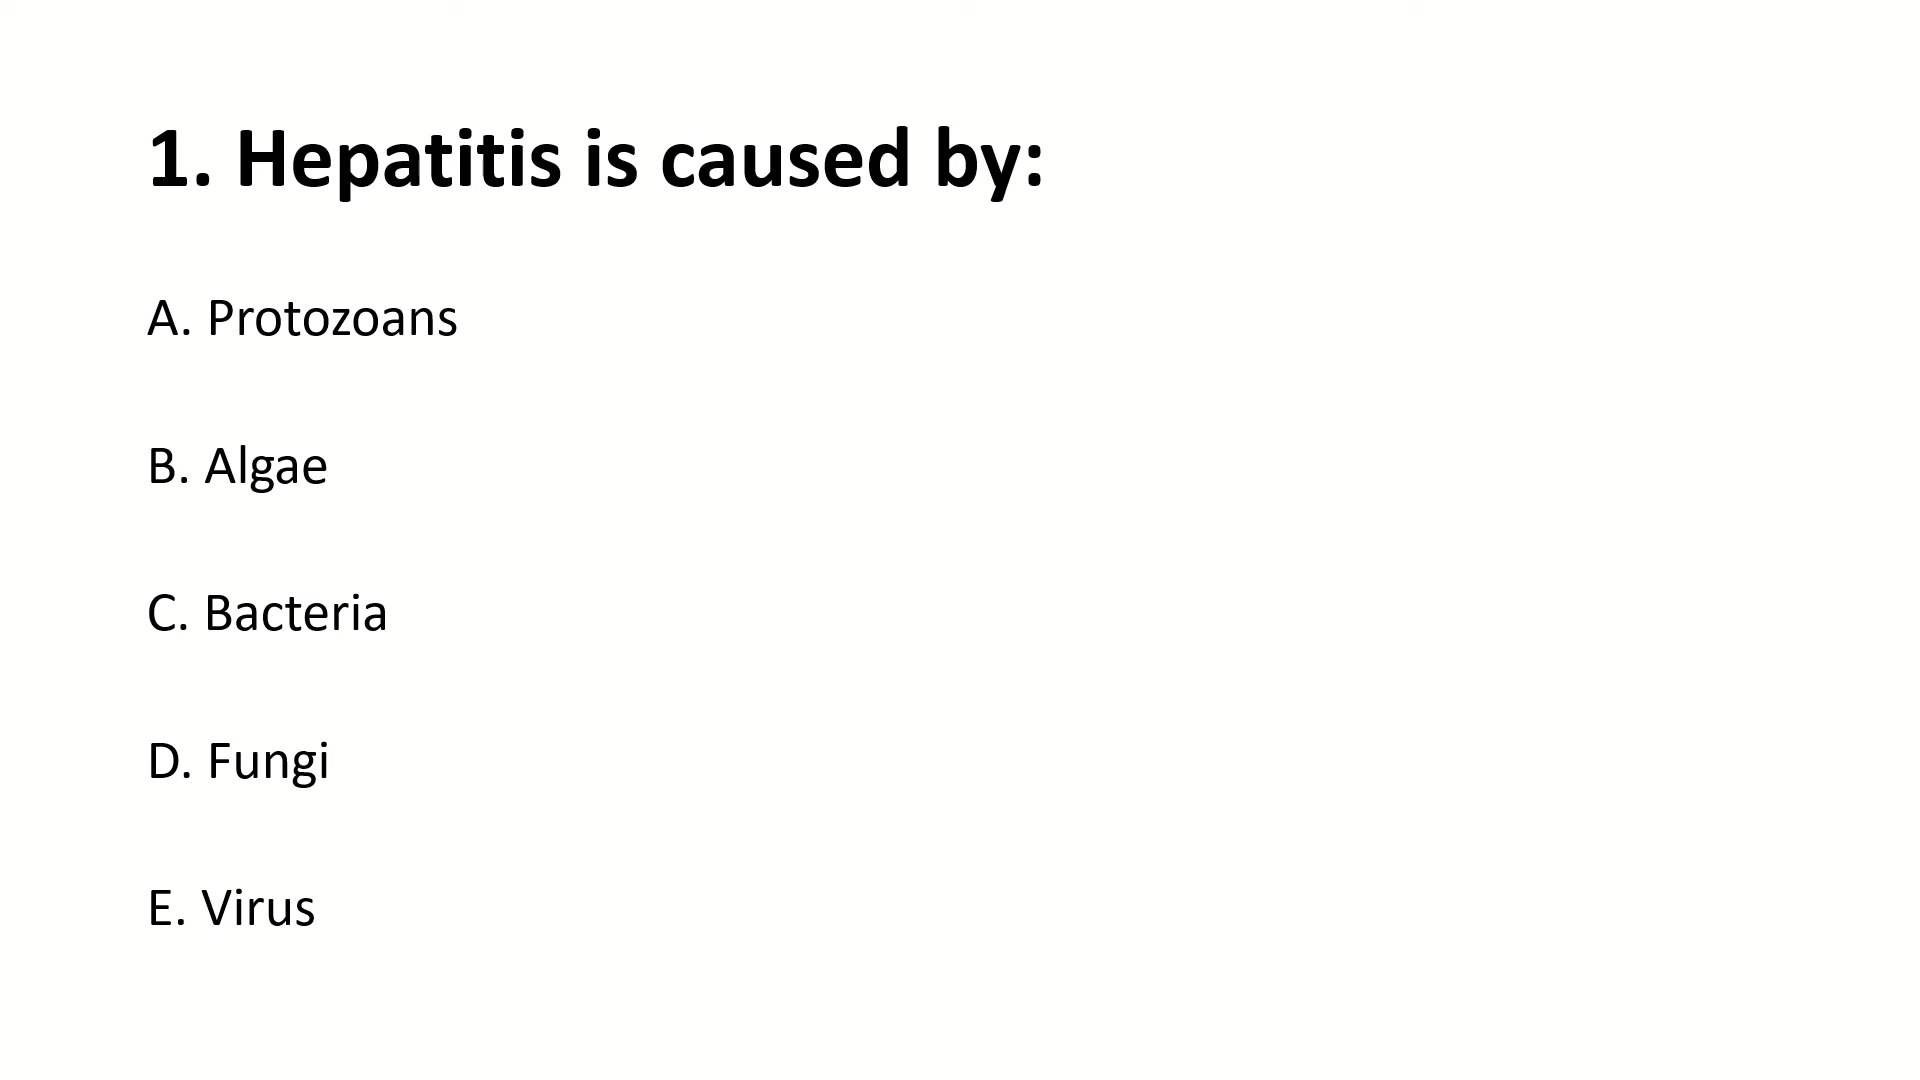 1. Hepatitis is caused by:
A. Protozoans
B. Algae
C. Bacteria
D. Fungi
E. Virus